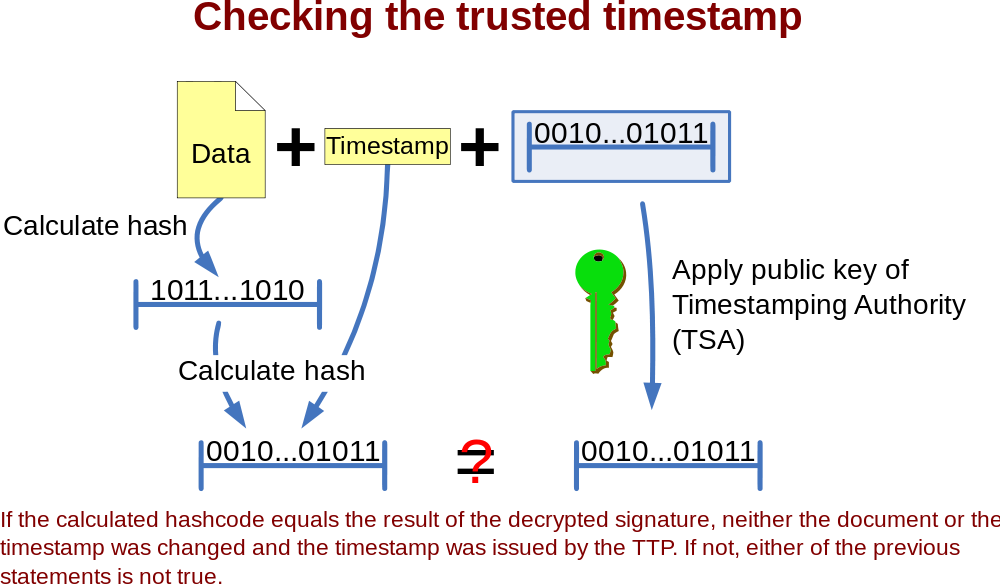 Checking the trusted timestamp
Data
+
Timestamp
+
0010...01011
Calculate hash
1011...1010
Apply public key of
Timestamping Authority
(TSA)
Calculate hash
0010...01011
=
?
0010...01011
If the calculated hashcode equals the result of the decrypted signature, neither the document or the
timestamp was changed and the timestamp was issued by the TTP. If not, either of the previous
statements is not true.